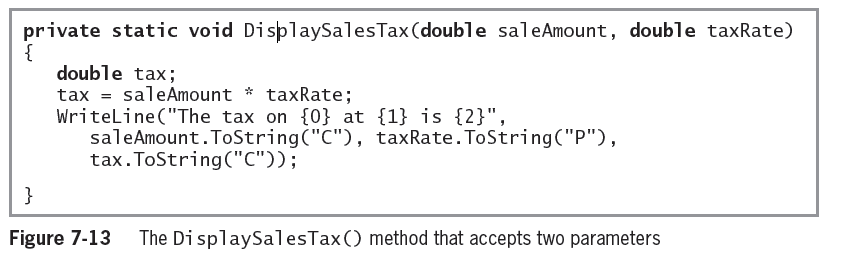 private static void DisplaySalesTax(double saleAmount, double taxRate)
{
double tax;
tax = saleAmount * taxRate;
WriteLine("The tax on {0} at {1} is {2}",
saleAmount.ToString("C"), taxRate.ToString("P"),
tax.ToString("C"));
}
Figure 7-13 The DisplaySalesTax() method that accepts two parameters